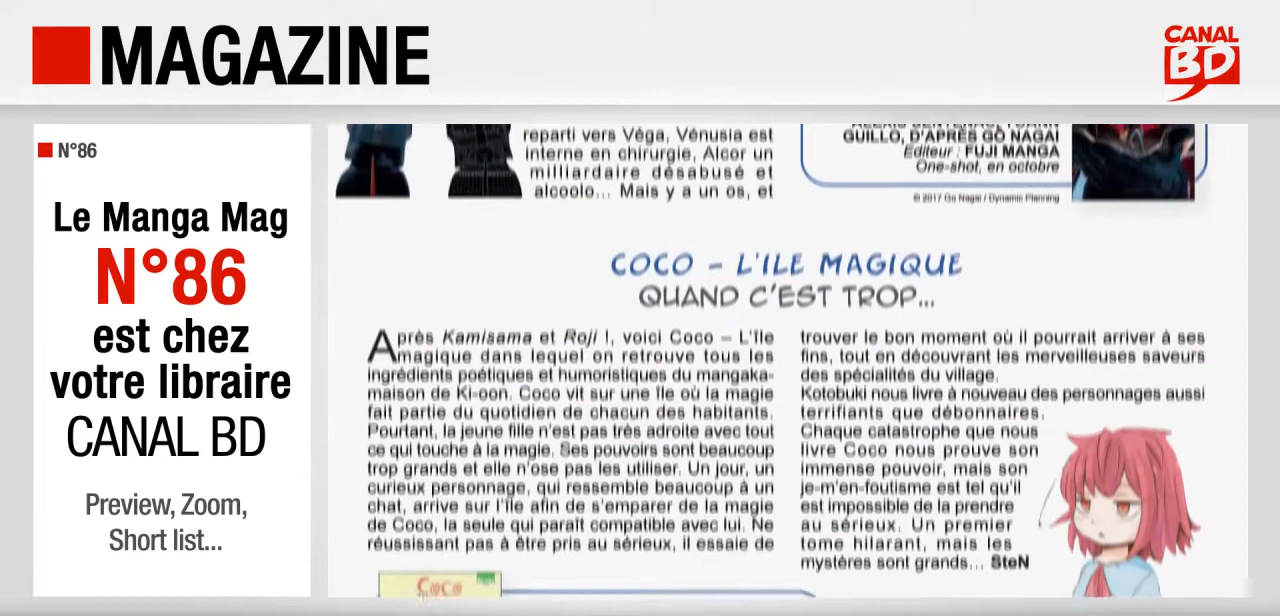 MAGAZINE
CANAL
BD
N°86
Le Manga Mag
N°86
est chez
votre libraire
CANAL BD
Preview, Zoom,
Short list...
reparti vers Véga, Vénusia est
interne en chirurgie, Alcor un
milliardaire désabusé et
alcoolo... Mais y a un os, et
GUILLO, D'APRÈS GÔ NAGAI
Éditeur : FUJI MANGA
One-shot, en octobre
© 2017 Go Nagai / Dynamic Planning
COCO – L'ILE MAGIQUE
QUAND C'EST TROP...
Après Kamisama et Roji !, voici Coco – L'île
magique dans lequel on retrouve tous les
ingrédients poétiques et humoristiques du mangaka-
maison de Ki-oon. Coco vit sur une île où la magie
fait partie du quotidien de chacun des habitants.
Pourtant, la jeune fille n'est pas très adroite avec tout
ce qui touche à la magie. Ses pouvoirs sont beaucoup
trop grands et elle n'ose pas les utiliser. Un jour, un
curieux personnage, qui ressemble beaucoup à un
chat, arrive sur l'île afin de s'emparer de la magie
de Coco, la seule qui paraît compatible avec lui. Ne
réussissant pas à être pris au sérieux, il essaie de
trouver le bon moment où il pourrait arriver à ses
fins, tout en découvrant les merveilleuses saveurs
des spécialités du village.
Kotobuki nous livre à nouveau des personnages aussi
terrifiants que débonnaires.
Chaque catastrophe que nous
livre Coco nous prouve son
immense pouvoir, mais son
je-m'en-foutisme est tel qu'il
est impossible de la prendre
au sérieux. Un premier
tome hilarant, mais les
mystères sont grands... SteN
Coco